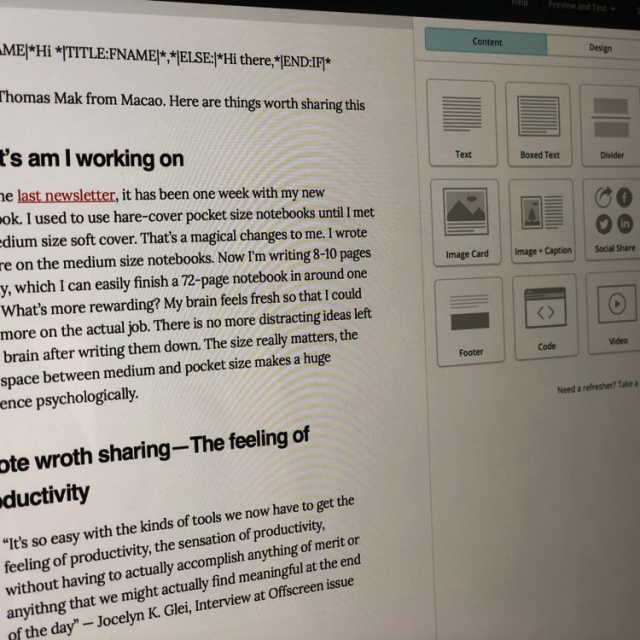 Help
Preview and Test
AME|*Hi *|TITLE:FNAME|*,*|ELSE:|*Hi there,*|END:IF|*
Thomas Mak from Macao. Here are things worth sharing this
t's am I working on
he last newsletter, it has been one week with my new
ook. I used to use hare-cover pocket size notebooks until I met
edium size soft cover. That's a magical changes to me. I wrote
re on the medium size notebooks. Now I'm writing 8-10 pages
y, which I can easily finish a 72-page notebook in around one
What's more rewarding? My brain feels fresh so that I could
more on the actual job. There is no more distracting ideas left
brain after writing them down. The size really matters, the
space between medium and pocket size makes a huge
ence psychologically.
ote wroth sharing—The feeling of
oductivity
“It's so easy with the kinds of tools we now have to get the
feeling of productivity, the sensation of productivity,
without having to actually accomplish anything of merit or
anyithng that we might actually find meaningful at the end
of the day” — Jocelyn K. Glei, Interview at Offscreen issue
Content
Design
Text
Boxed Text
Divider
Image Card
Image + Caption
Social Share
Footer
Code
Video
Need a refresher? Take a